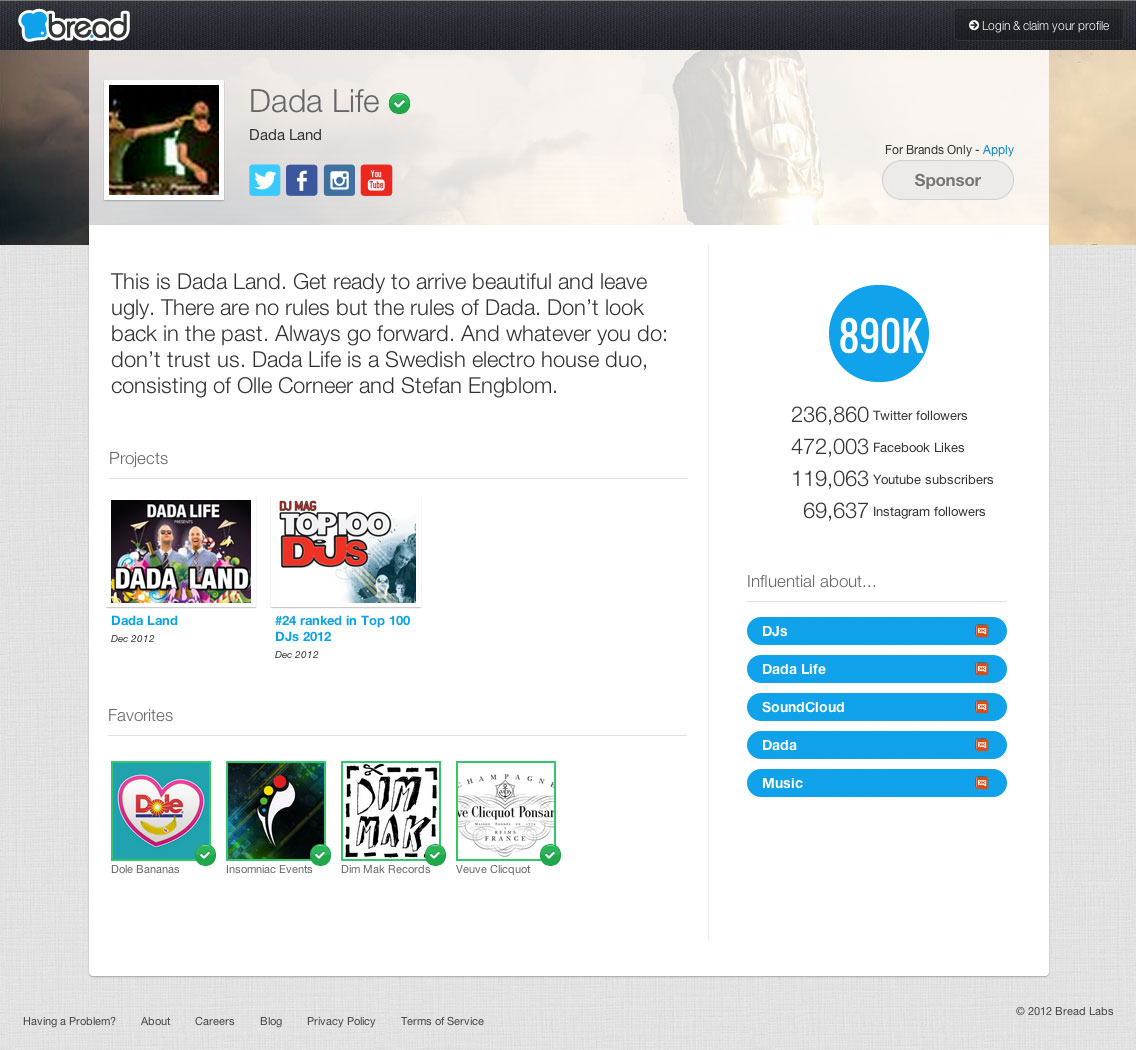 bread
Login & claim your profile
Dada Life
Dada Land
You
Tube
For Brands Only - Apply
Sponsor
This is Dada Land. Get ready to arrive beautiful and leave
ugly. There are no rules but the rules of Dada. Don’t look
back in the past. Always go forward. And whatever you do:
don’t trust us. Dada Life is a Swedish electro house duo,
consisting of Olle Corneer and Stefan Engblom.
890K
236,860 Twitter followers
472,003 Facebook Likes
119,063 Youtube subscribers
69,637 Instagram followers
Projects
DADA LIFE
PRESENTS
DADA LAND
DJ MAG
TOP100
DJs
Dada Land
Dec 2012
#24 ranked in Top 100
DJs 2012
Dec 2012
Influential about...
DJs
Dada Life
SoundCloud
Dada
Music
Favorites
Dole
DIM
MAK
CHAMPAGNE
ve Clicquot Ponsar
REIMS
FRANCE
Dole Bananas
Insomniac Events
Dim Mak Records
Veuve Clicquot
Having a Problem?
About
Careers
Blog
Privacy Policy
Terms of Service
© 2012 Bread Labs